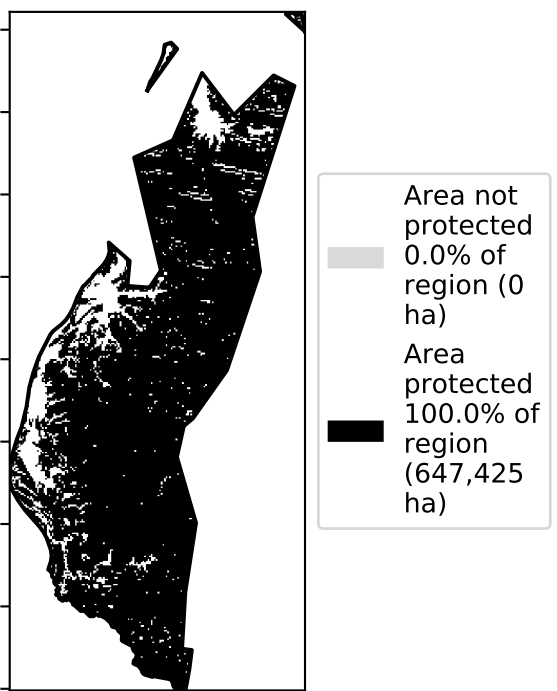 Area not
protected
0.0% of
region (0
ha)
Area
protected
100.0% of
region
(647,425
ha)